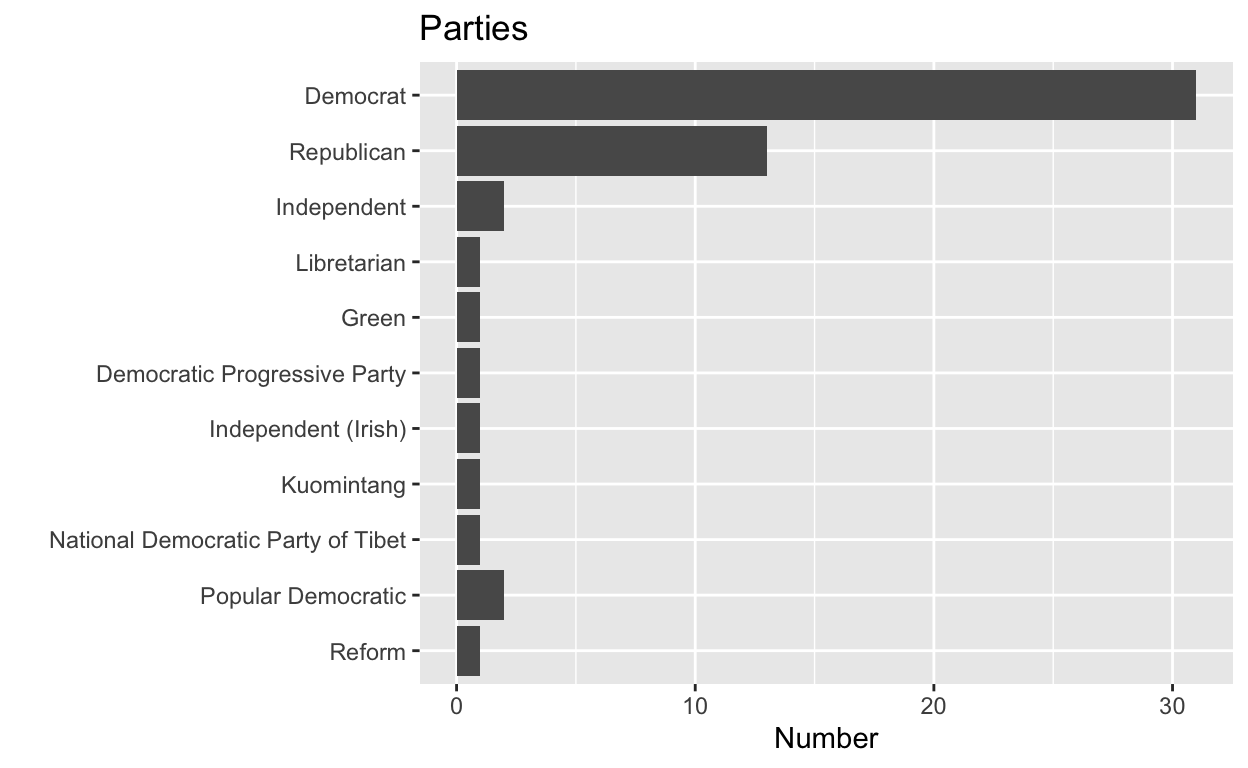 Parties
Democrat
Republican
Independent
Libretarian
Green
Democratic Progressive Party
Independent (Irish)
Kuomintang
National Democratic Party of Tibet
Popular Democratic
Reform
0 10 20 30
Number